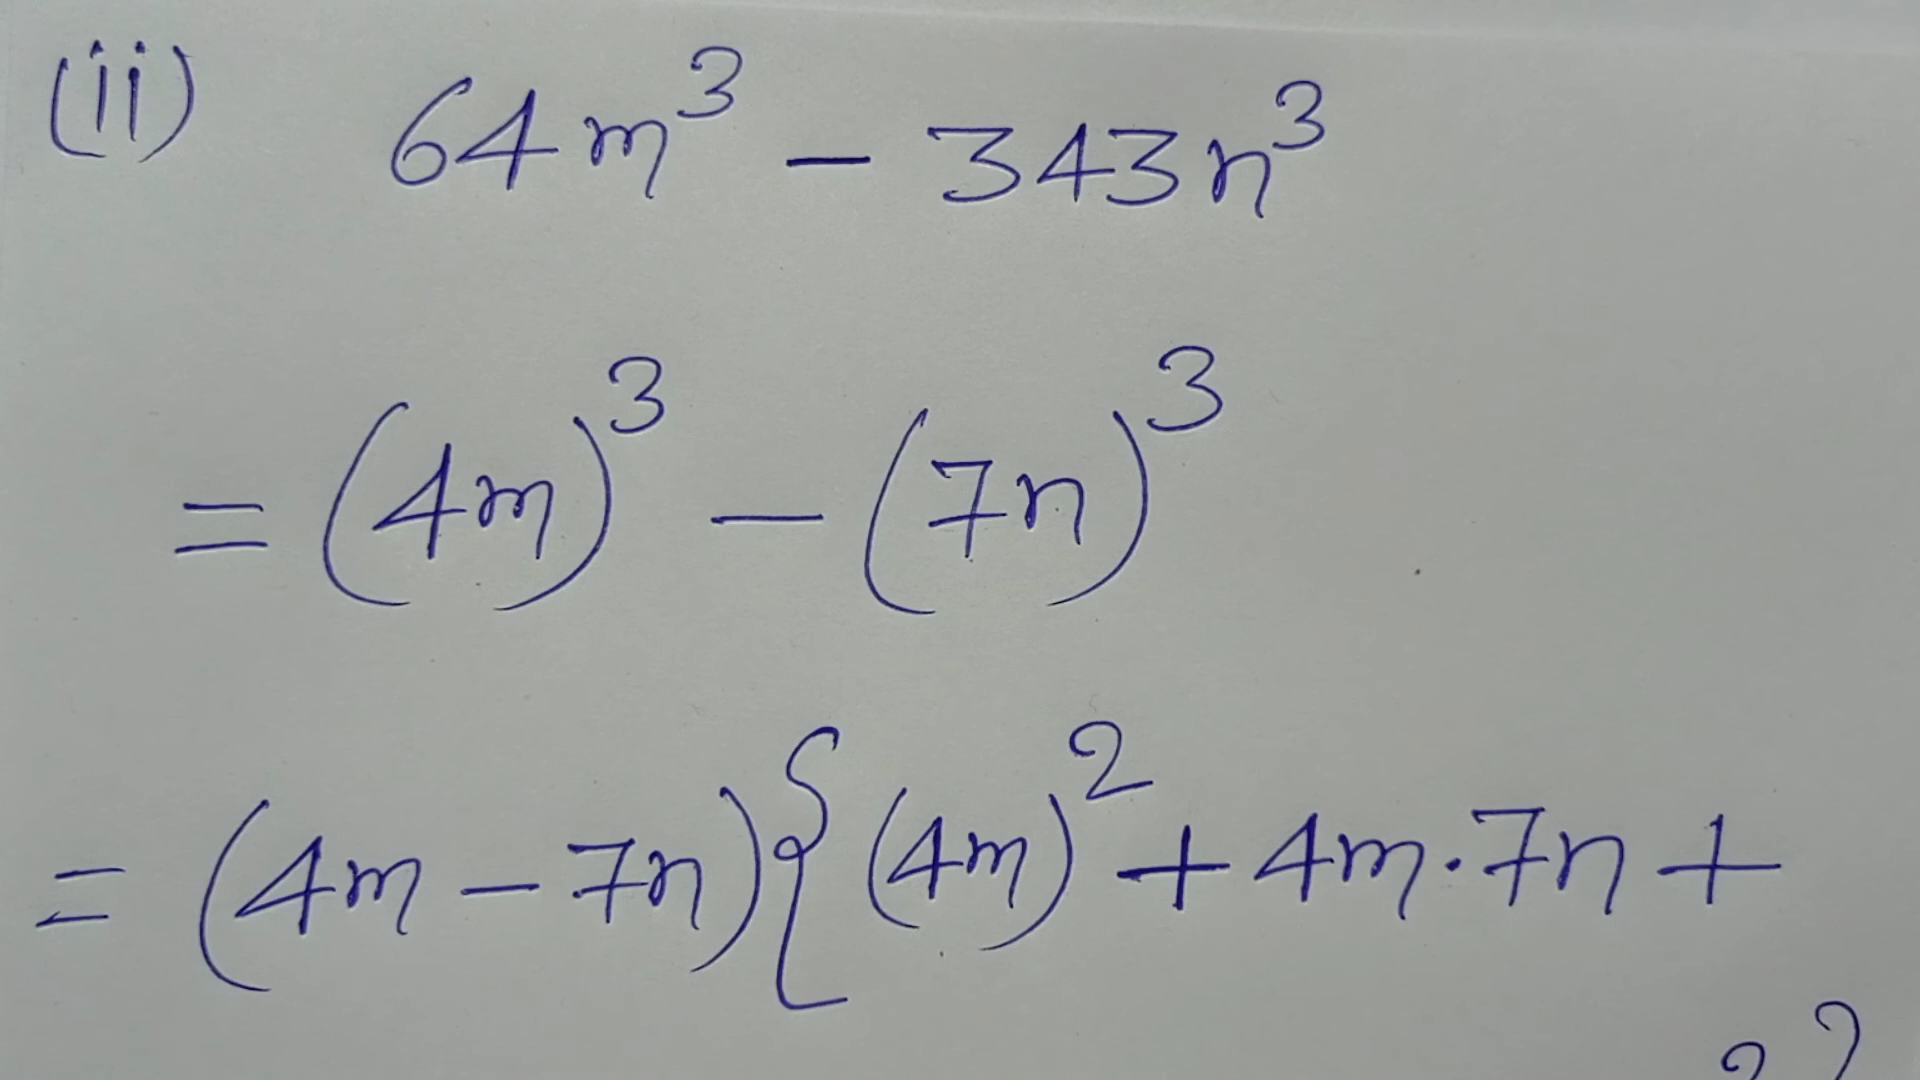 (ii) 64m³ - 343n³
= (4m)³ - (7n)³
= (4m - 7n){(4m)² + 4m.7n +